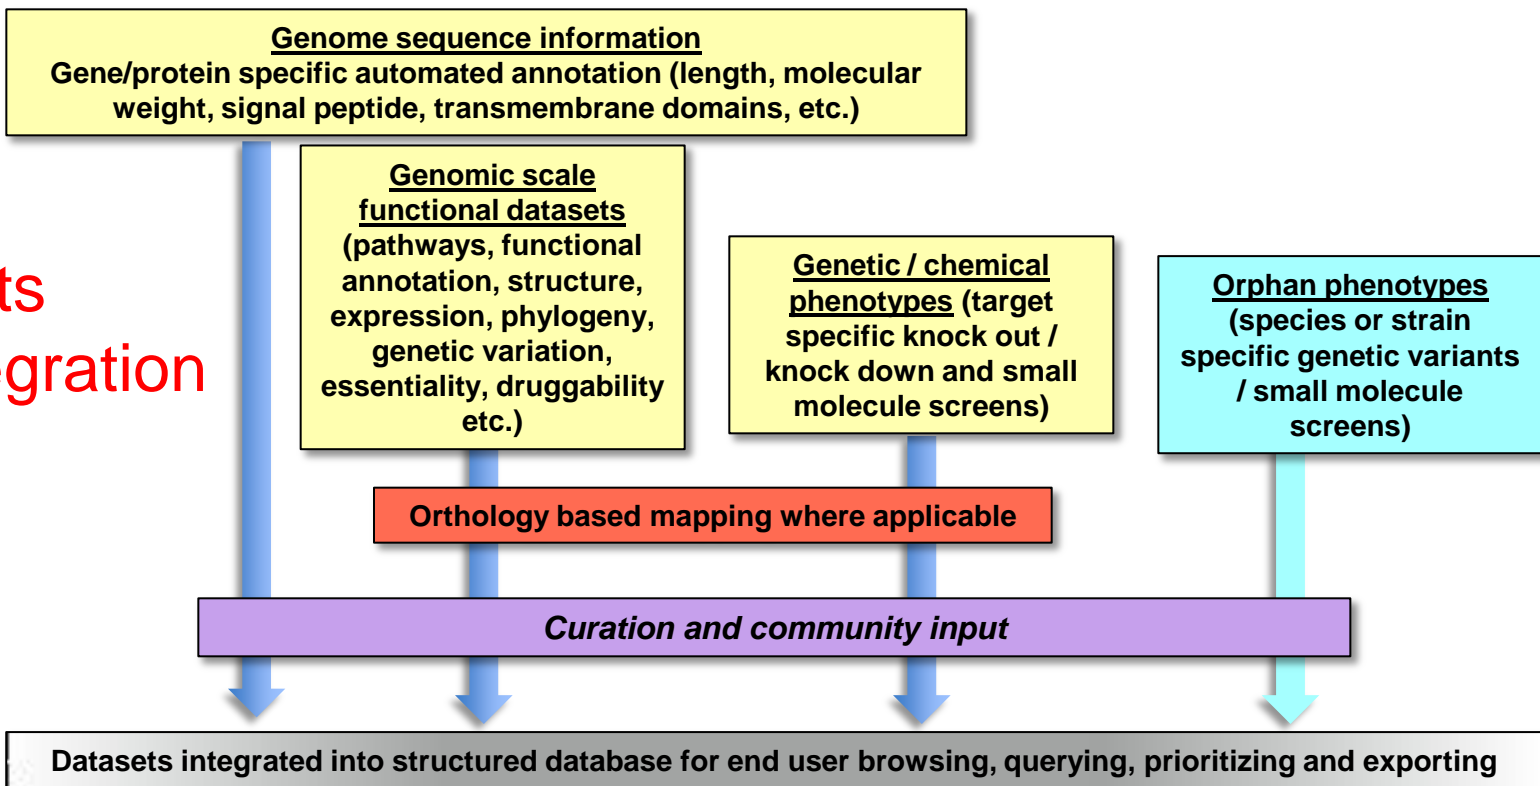 Genome sequence information
Gene/protein specific automated annotation (length, molecular
weight, signal peptide, transmembrane domains, etc.)
Genomic scale
functional datasets
(pathways, functional
annotation, structure,
expression, phylogeny,
genetic variation,
essentiality, druggability
etc.)
Genetic / chemical
phenotypes (target
specific knock out /
knock down and small
molecule screens)
Orphan phenotypes
(species or strain
specific genetic variants
/ small molecule
screens)
ts
egration
Orthology based mapping where applicable
Curation and community input
Datasets integrated into structured database for end user browsing, querying, prioritizing and exporting